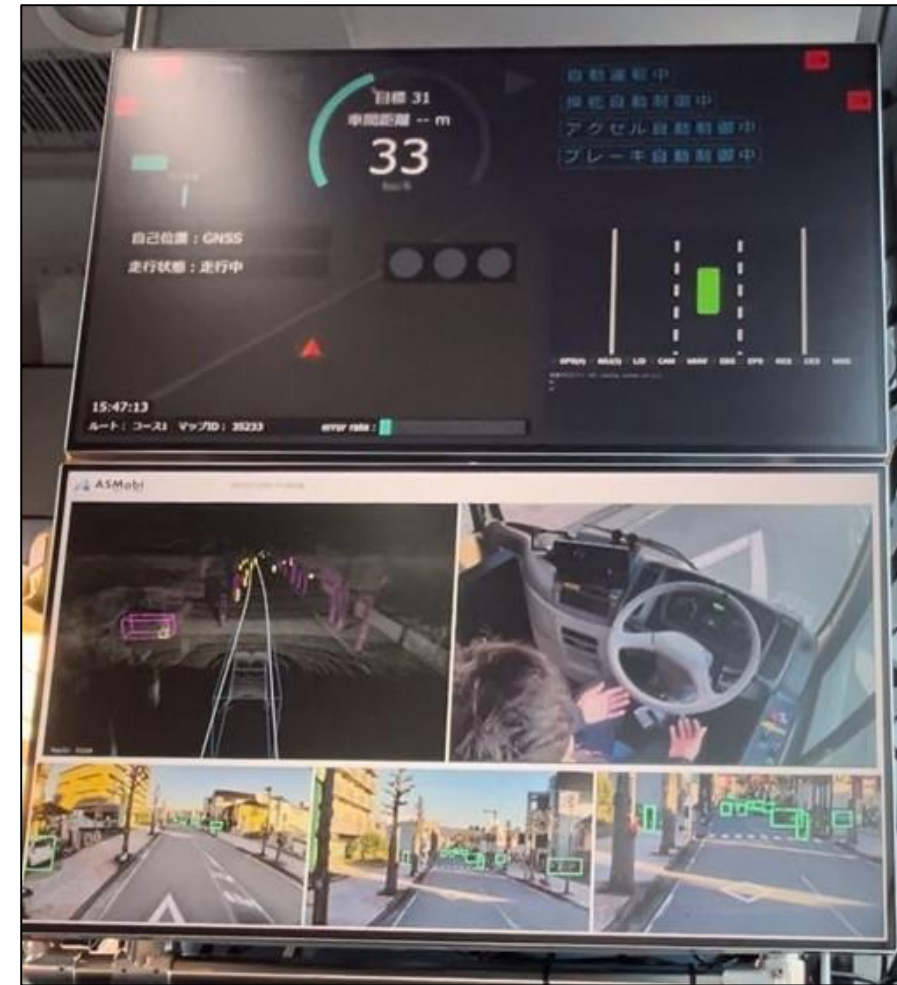 目標 31
車間距離 -- m
33
km/h
自動運転中
操舵自動制御中
アクセル自動制御中
ブレーキ自動制御中
自己位置：GNSS
走行状態：走行中
15:47:13
ルート： コース1 マップID： 35233
error rate :
ASMobi